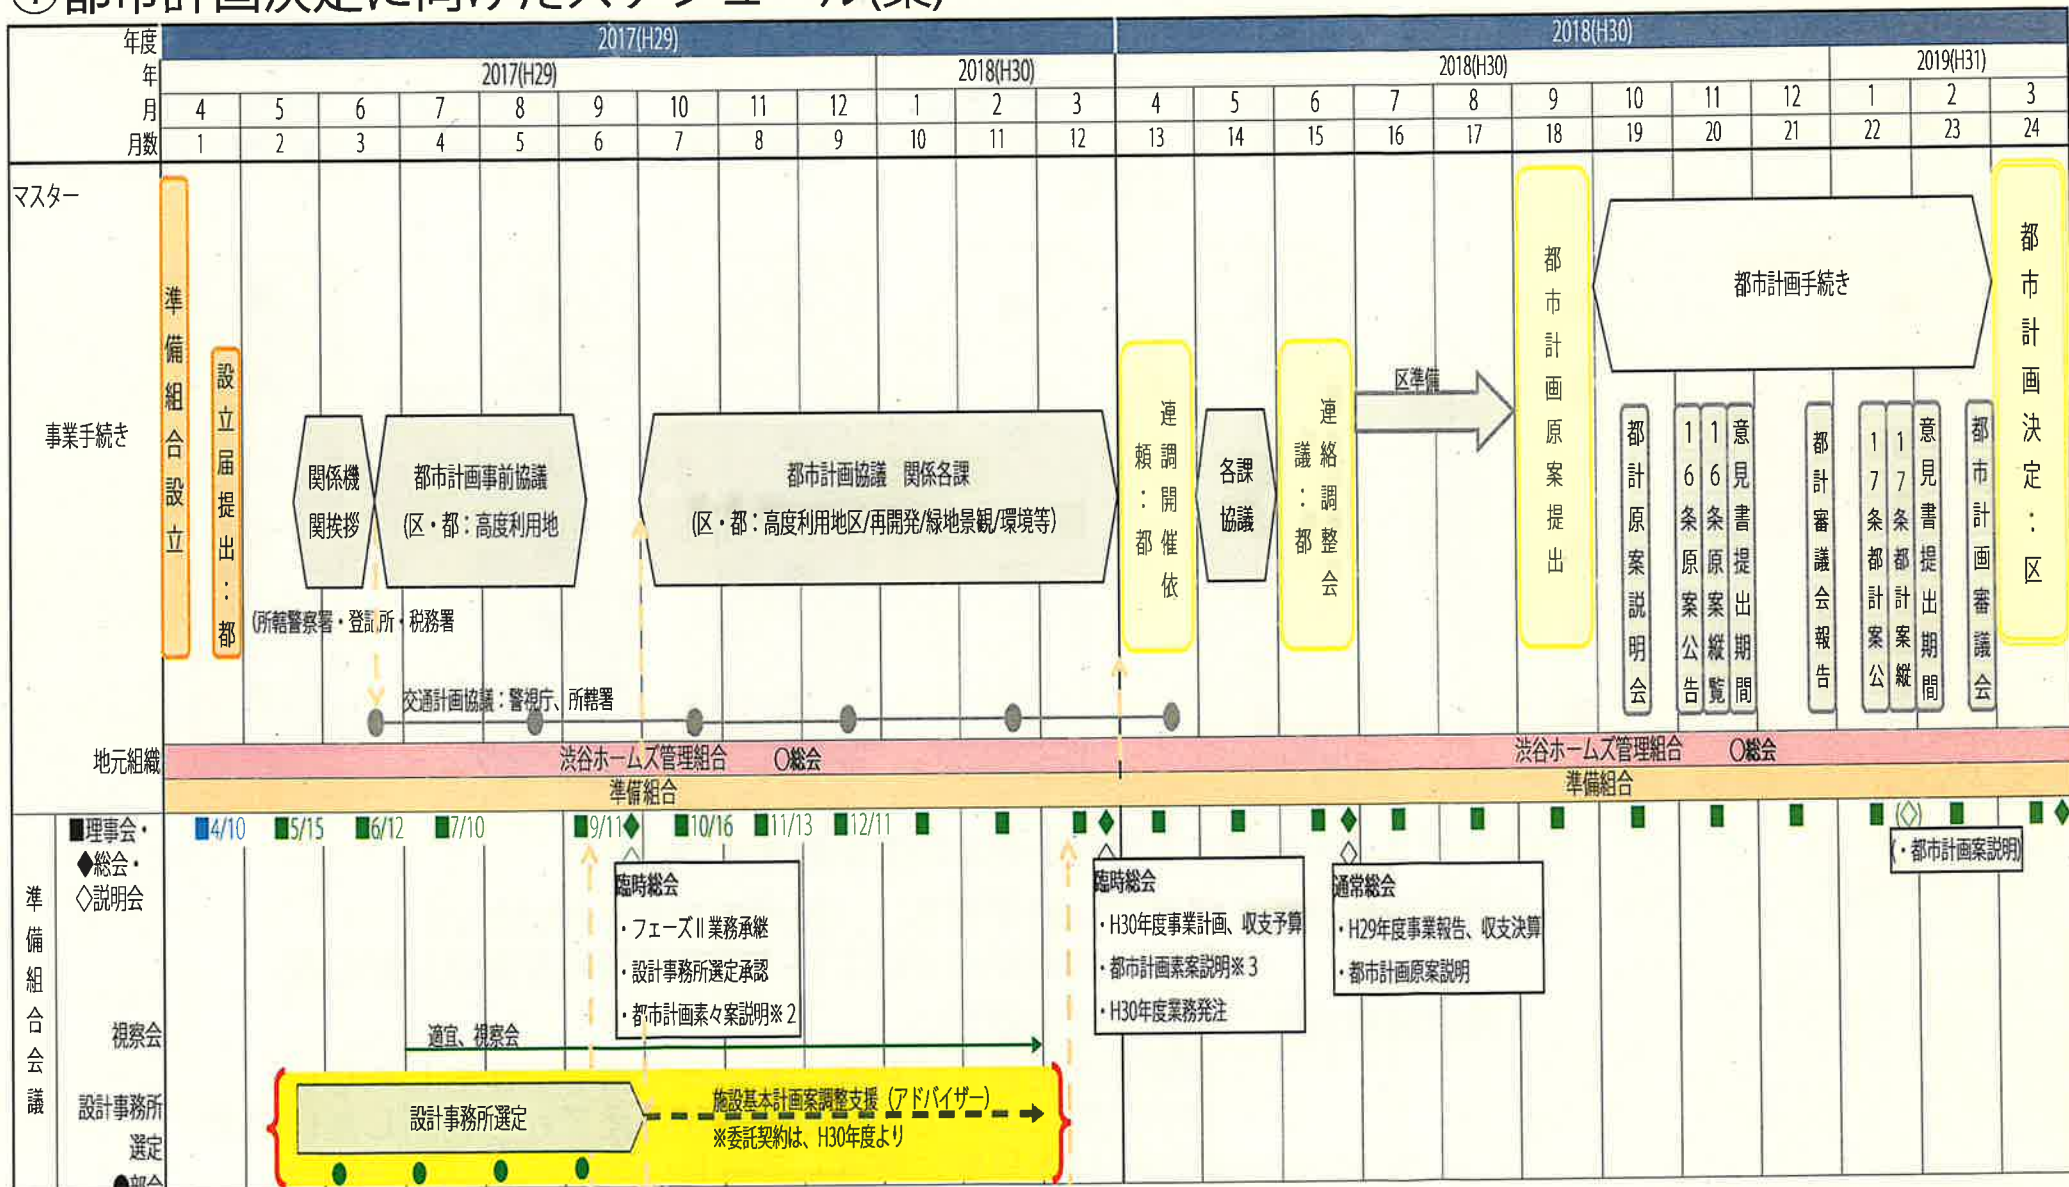 都市計画決定に向けたスケジュール(案)
年度 2017(H29) 2018(H30)
年 2017(H29) 2018(H30) 2018(H30) 2019(H31)
月 4 5 6 7 8 9 10 11 12 1 2 3 4 5 6 7 8 9 10 11 12 1 2 3
月数 1 2 3 4 5 6 7 8 9 10 11 12 13 14 15 16 17 18 19 20 21 22 23 24
マスター
事業手続き
準備組合設立
設立届提出：都
関係機
関挨拶
(所轄警察署・登記所・税務署
都市計画事前協議
(区・都：高度利用地
交通計画協議：警視庁、所轄署
都市計画協議 関係各課
(区・都：高度利用地区/再開発/緑地景観/環境等)
連調開催依
頼：都
各課
協議
連絡調整会
議：都
区準備
都市計画原案提出
都市計画手続き
都計原案説明会
16条原案公告
16条原案縦覧
意見書提出期間
都計審議会報告
17条都計案公
17条都計案縦
意見書提出期間
都市計画審議会
都市計画決定：区
地元組織
渋谷ホームズ管理組合 〇総会
渋谷ホームズ管理組合 〇総会
準備組合
準備組合
準備組合会議
■理事会・
◆総会・
◇説明会
■4/10 ■5/15 ■6/12 ■7/10 ■9/11◆ ■10/16 ■11/13 ■12/11
臨時総会
・フェーズⅡ業務承継
・設計事務所選定承認
・都市計画素々案説明※2
臨時総会
・H30年度事業計画、収支予算
・都市計画素案説明※3
・H30年度業務発注
通常総会
・H29年度事業報告、収支決算
・都市計画原案説明
(◇)
(・都市計画案説明)
視察会
適宜、視察会
設計事務所
選定
設計事務所選定
施設基本計画案調整支援（アドバイザー）
※委託契約は、H30年度より
●部会